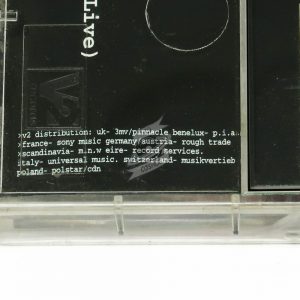 Live)
V2
>v2 distribution: uk- 3mv/pinnacle benelux- p.i.a.
>france- sony music germany/austria- rough trade
>scandinavia- m.n.w eire- record services.
italy- universal music. switzerland- musikvertieb
poland- polstar/cdn